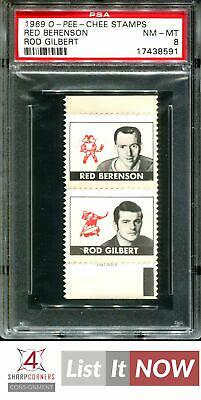 PSA
1969 O-PEE-CHEE STAMPS
RED BERENSON
NM-MT
ROD GILBERT
8
17438591
RED BERENSON
ROD GILBERT
4
SHARPCORNERS
CONSIGNMENT
List It NOW